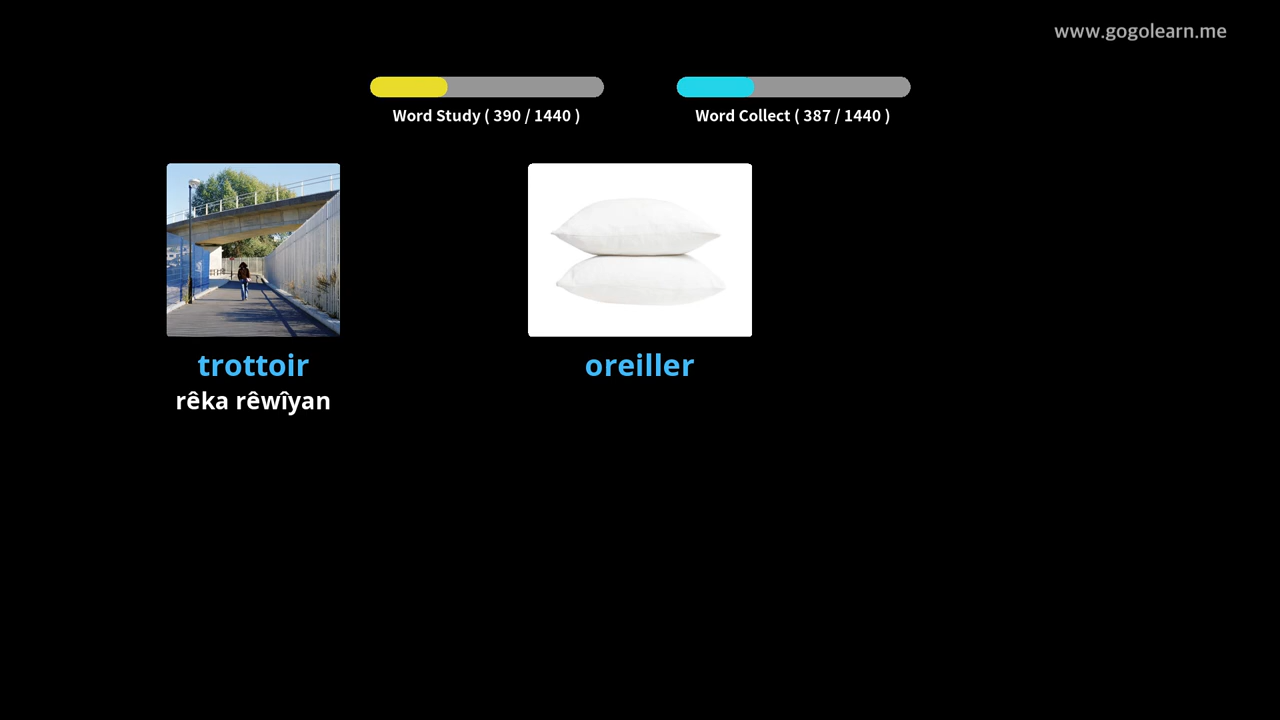 www.gogolearn.me
Word Study ( 390 / 1440 )
Word Collect ( 387 / 1440 )
trottoir
rêka rêwîyan
oreiller